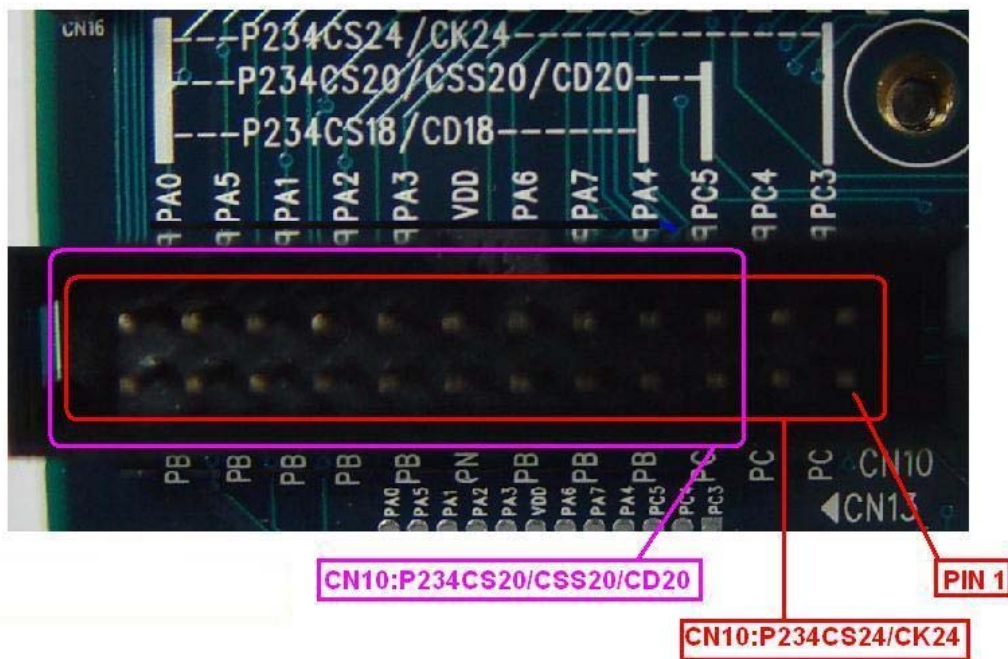 CN16
---P234CS24/CK24---
---P234CS20/CSS20/CD20---
---P234CS18/CD18---
PA0 PA5 PA1 PA2 PA3 VDD PA6 PA7 PA4 PC5 PC4 PC3
PB PB PB PB PB PN PB PB PB PC PC PC CN10
PA0 PA5 PA1 PA2 PA3 VDD PA6 PA7 PA4 PC5 PC4 PC3 ◀CN13
CN10:P234CS20/CSS20/CD20
PIN 1
CN10:P234CS24/CK24